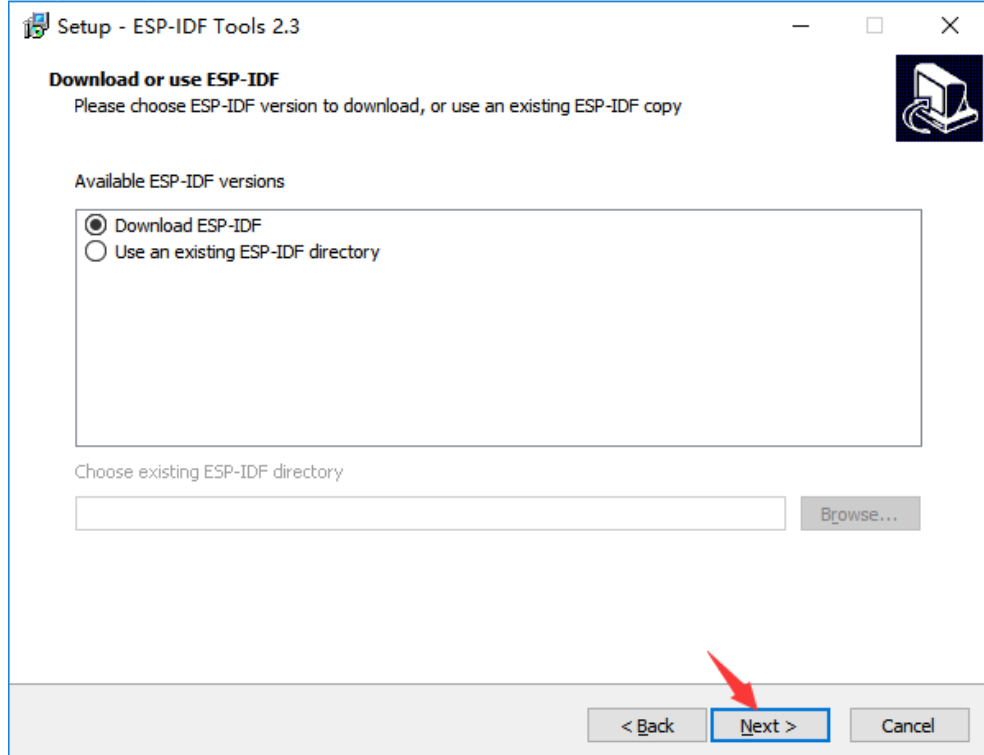 Setup - ESP-IDF Tools 2.3
Download or use ESP-IDF
Please choose ESP-IDF version to download, or use an existing ESP-IDF copy
Available ESP-IDF versions
Download ESP-IDF
Use an existing ESP-IDF directory
Choose existing ESP-IDF directory
Browse...
< Back Next > Cancel